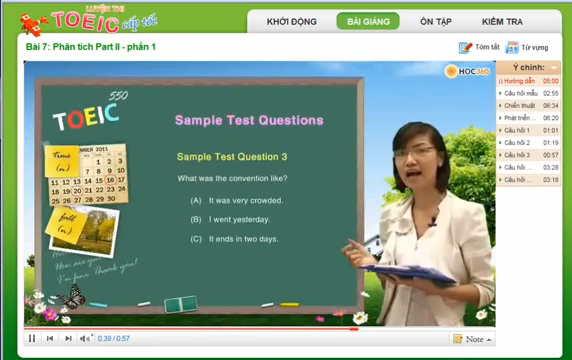 LUYỆN THI
TOEIC cấp tốc
KHỞI ĐỘNG
BÀI GIẢNG
ÔN TẬP
KIỂM TRA
Bài 7: Phân tích Part II - phần 1
Tóm tắt
Từ vựng
HOC360
Ý chính:
Hướng dẫn 05:00
Câu hỏi mẫu 02:55
Chiến thuật 06:34
Phát triển ... 06:20
Câu hỏi 1 01:01
Câu hỏi 2 01:19
Câu hỏi 3 00:57
Câu hỏi ... 03:28
Câu hỏi ... 03:18
550
TOEIC
Sample Test Questions
Sample Test Question 3
What was the convention like?
(A) It was very crowded.
(B) I went yesterday.
(C) It ends in two days.
MBER 2011
Time
(n)
1 2 3
8 9 10
11 12 13 14 15 16 17
18 19 20 21 22 23 24
25 26 27 28 29 30
fall
(n)
How are you?
I'm fine. Thank you!
0:39 / 0:57
Note